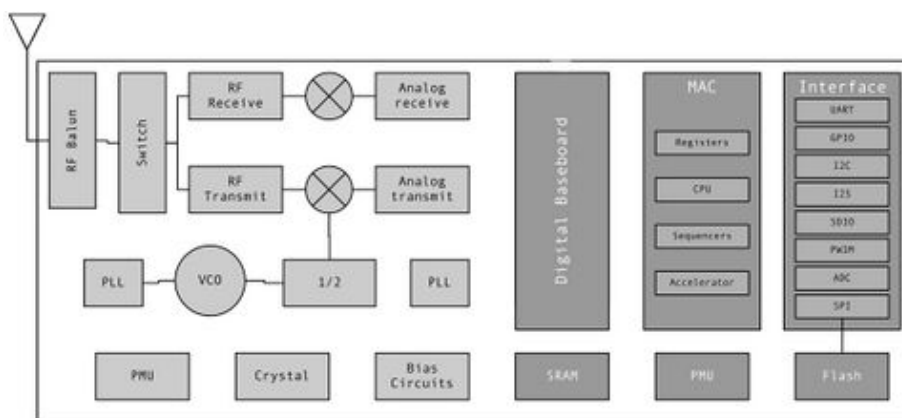 RF Balun
Switch
RF
Receive
Analog
receive
RF
Transmit
Analog
transmit
PLL
VCO
1/2
PLL
PMU
Crystal
Bias
Circuits
Digital Baseboard
SRAM
MAC
Registers
CPU
Sequencers
Accelerator
PMU
Interface
UART
GPIO
I2C
I2S
SDIO
PWIM
ADC
SPI
Flash